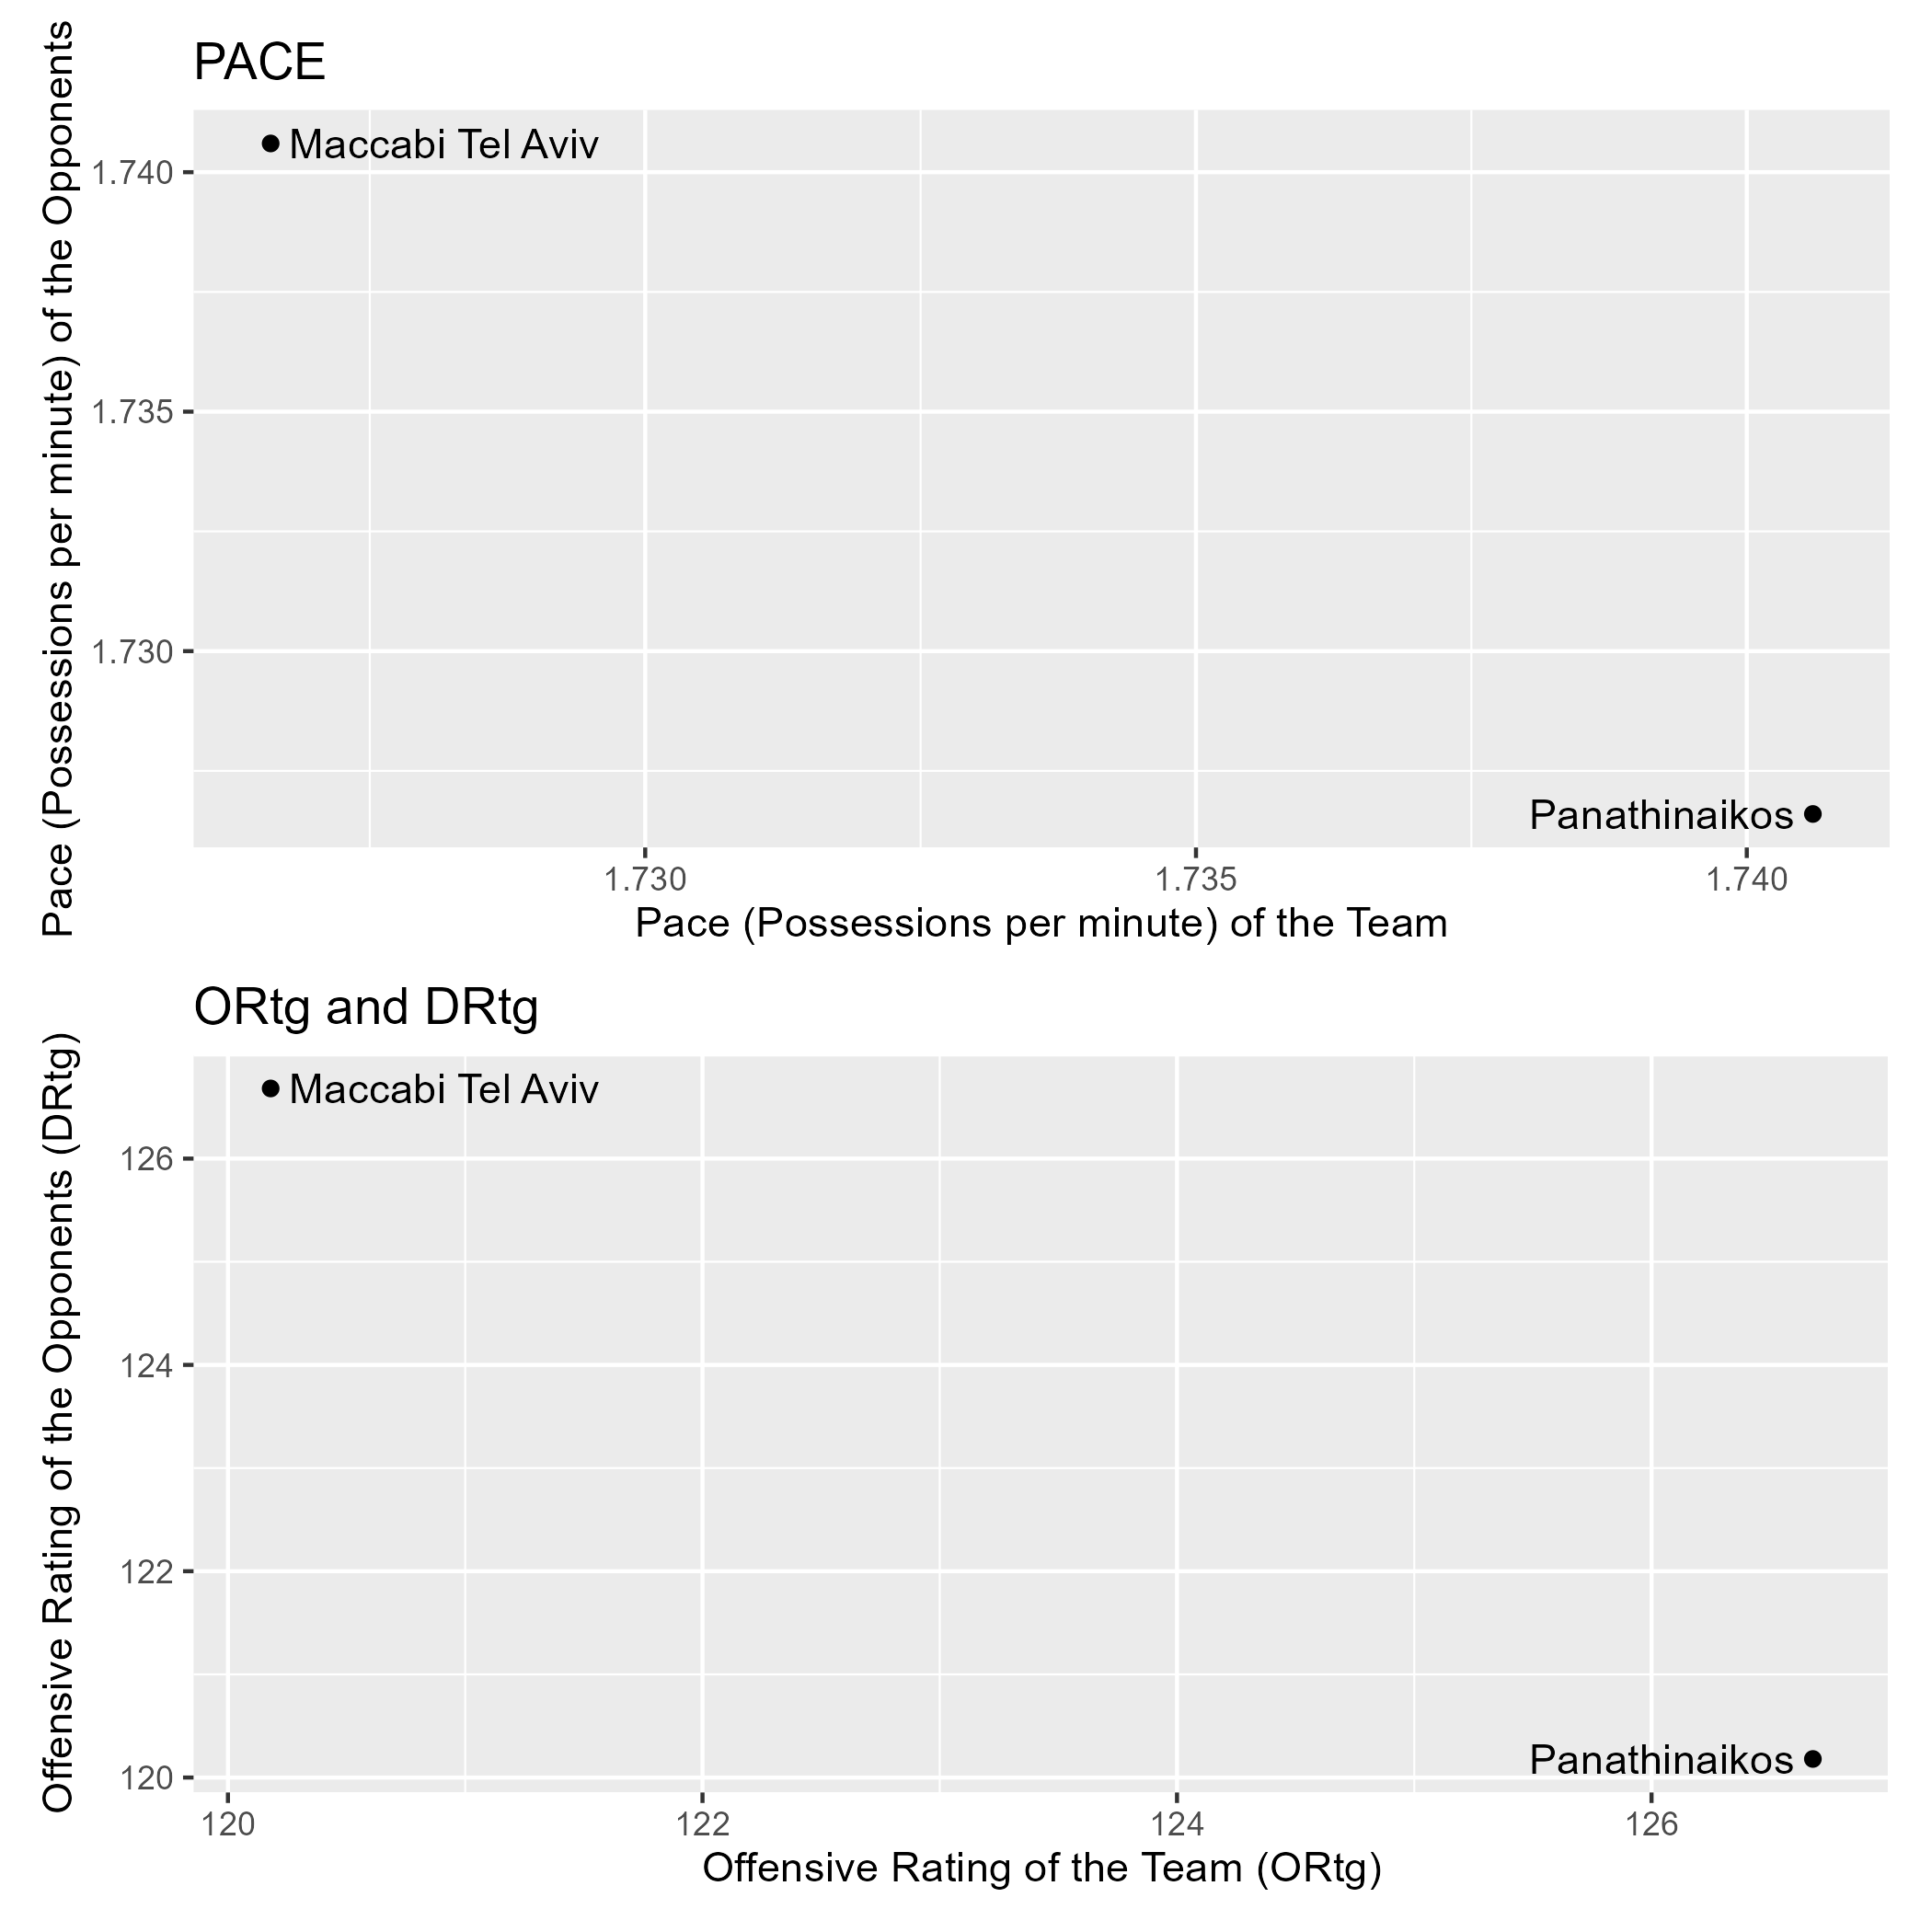 PACE
Pace (Possessions per minute) of the Opponents
1.740
1.735
1.730
Maccabi Tel Aviv
Panathinaikos
1.730
1.735
1.740
Pace (Possessions per minute) of the Team
ORtg and DRtg
Offensive Rating of the Opponents (DRtg)
126
124
122
120
Maccabi Tel Aviv
Panathinaikos
120
122
124
126
Offensive Rating of the Team (ORtg)